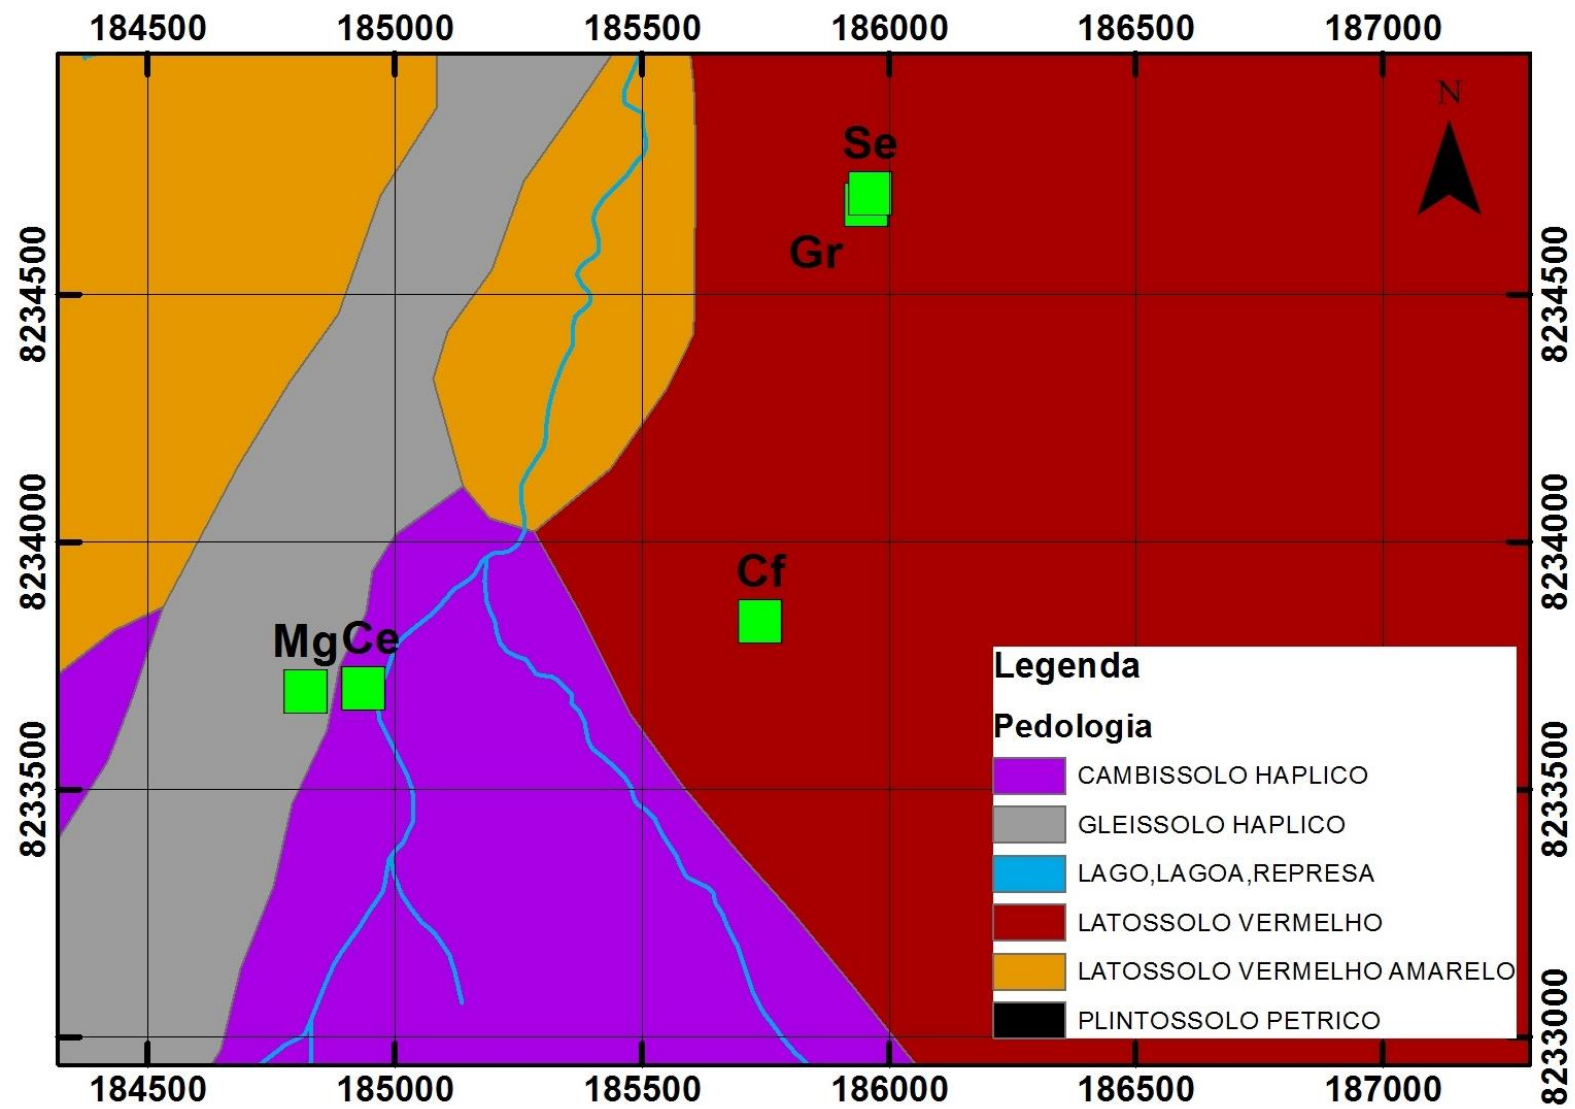 184500 185000 185500 186000 186500 187000
N
Se
Gr
8234500 8234500
8234000 8234000
Cf
Mg Ce
8233500 8233500
8233000
Legenda
Pedologia
CAMBISSOLO HAPLICO
GLEISSOLO HAPLICO
LAGO,LAGOA,REPRESA
LATOSSOLO VERMELHO
LATOSSOLO VERMELHO AMARELO
PLINTOSSOLO PETRICO
184500 185000 185500 186000 186500 187000